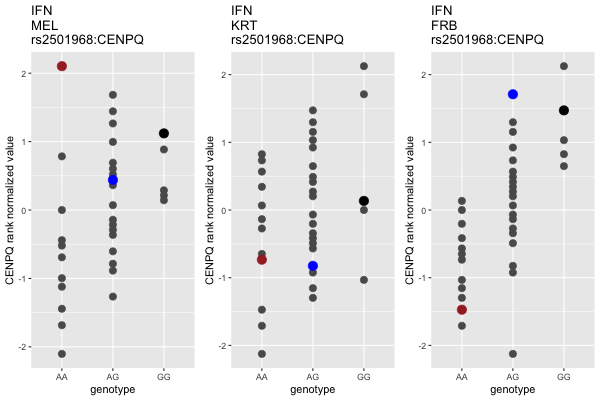 IFN
MEL
rs2501968:CENPQ
CENPQ rank normalized value
2
1
0
-1
-2
AA
AG
GG
genotype
IFN
KRT
rs2501968:CENPQ
CENPQ rank normalized value
2
1
0
-1
-2
AA
AG
GG
genotype
IFN
FRB
rs2501968:CENPQ
CENPQ rank normalized value
2
1
0
-1
-2
AA
AG
GG
genotype